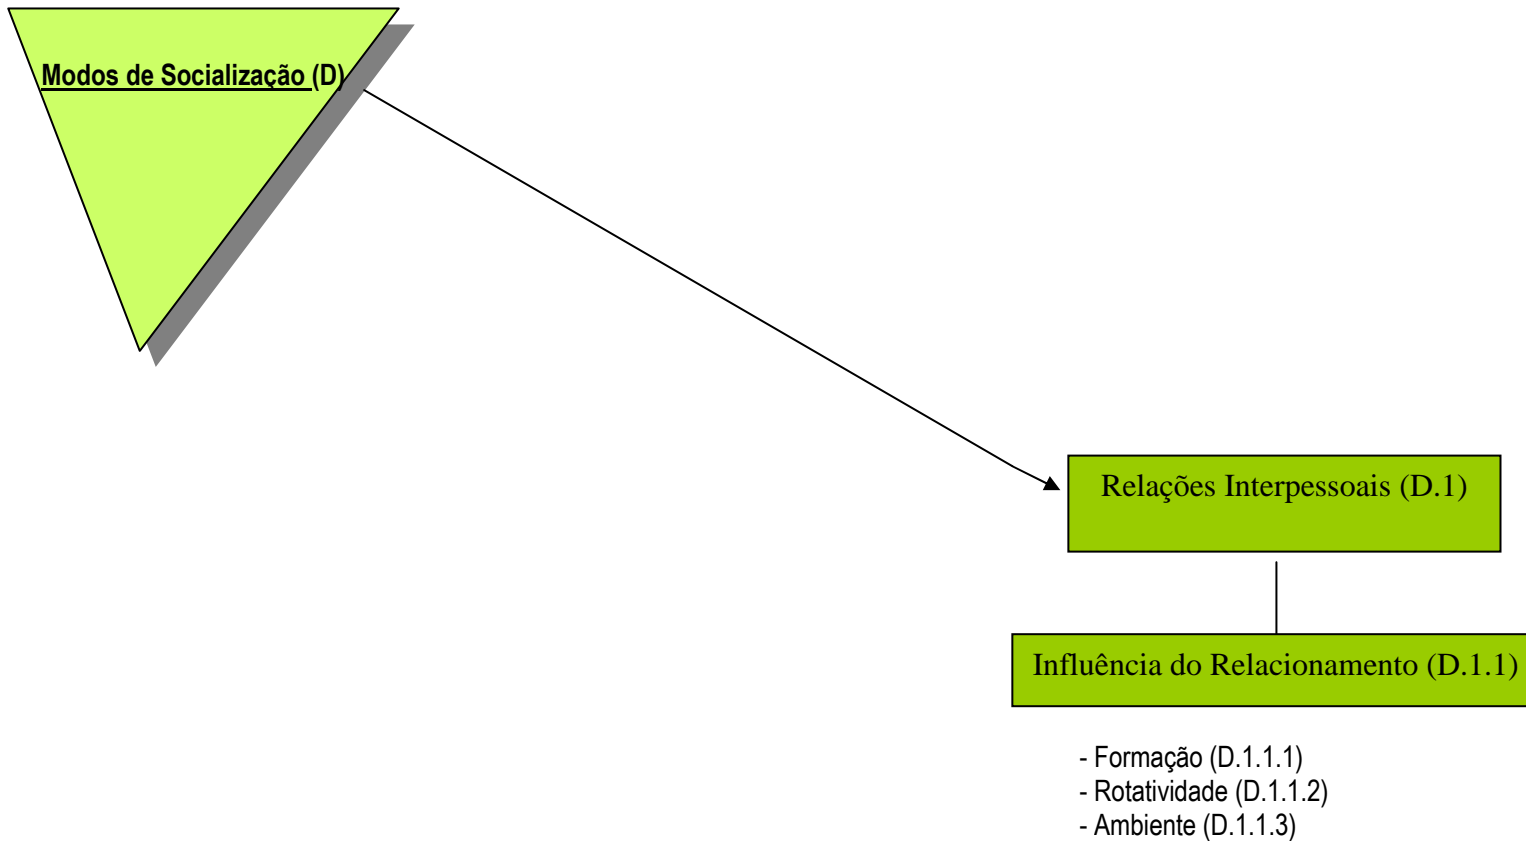 Modos de Socialização (D)
Relações Interpessoais (D.1)
Influência do Relacionamento (D.1.1)
- Formação (D.1.1.1)
- Rotatividade (D.1.1.2)
- Ambiente (D.1.1.3)